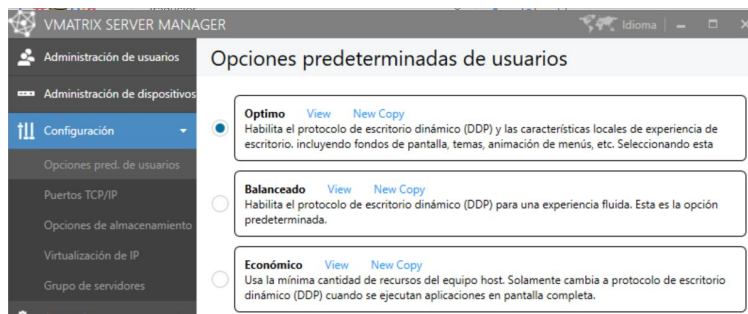 VMATRIX SERVER MANAGER
Idioma
Administración de usuarios
Administración de dispositivos
Configuración
Opciones pred. de usuarios
Puertos TCP/IP
Opciones de almacenamiento
Virtualización de IP
Grupo de servidores
Opciones predeterminadas de usuarios
Optimo View New Copy
Habilita el protocolo de escritorio dinámico (DDP) y las características locales de experiencia de
escritorio. incluyendo fondos de pantalla, temas, animación de menús, etc. Seleccionando esta
Balanceado View New Copy
Habilita el protocolo de escritorio dinámico (DDP) para una experiencia fluida. Esta es la opción
predeterminada.
Económico View New Copy
Usa la mínima cantidad de recursos del equipo host. Solamente cambia a protocolo de escritorio
dinámico (DDP) cuando se ejecutan aplicaciones en pantalla completa.